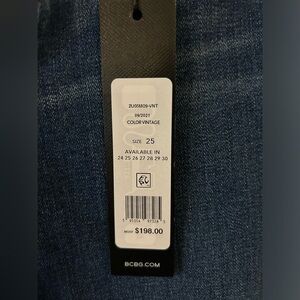 2U05M09-VNT
09/2021
COLOR VINTAGE
SIZE 25
AVAILABLE IN
24 25 26 27 28 29 30
MSRP $198.00
BCBG.COM